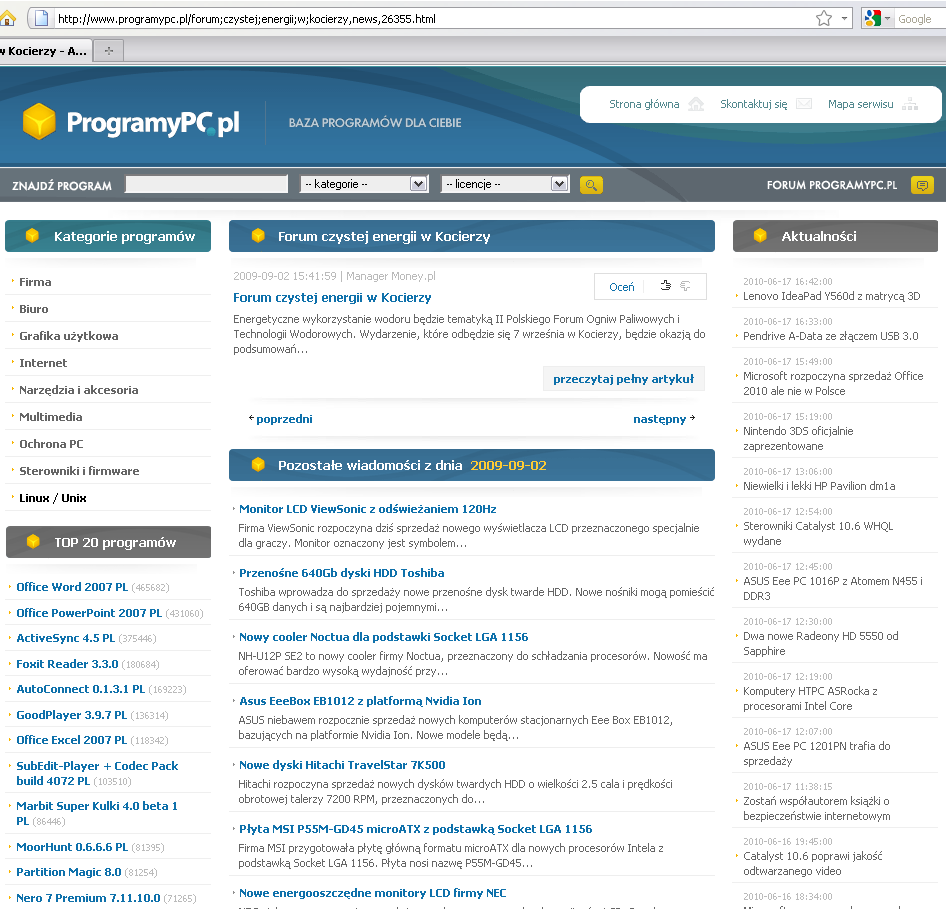 http://www.programypc.pl/forum;czystej;energii;w;kocierzy,news,26355.html
Google
w Kocierzy - A...
ProgramyPC.pl
BAZA PROGRAMÓW DLA CIEBIE
Strona główna
Skontaktuj się
Mapa serwisu
ZNAJDŹ PROGRAM
-- kategorie --
-- licencje --
FORUM PROGRAMYPC.PL
Kategorie programów
Firma
Biuro
Grafika użytkowa
Internet
Narzędzia i akcesoria
Multimedia
Ochrona PC
Sterowniki i firmware
Linux / Unix
TOP 20 programów
Office Word 2007 PL (465682)
Office PowerPoint 2007 PL (431060)
ActiveSync 4.5 PL (375446)
Foxit Reader 3.3.0 (180684)
AutoConnect 0.1.3.1 PL (169223)
GoodPlayer 3.9.7 PL (136314)
Office Excel 2007 PL (118342)
SubEdit-Player + Codec Pack
build 4072 PL (103510)
Marbit Super Kulki 4.0 beta 1
PL (86446)
MoorHunt 0.6.6.6 PL (81395)
Partition Magic 8.0 (81254)
Nero 7 Premium 7.11.10.0 (71265)
Forum czystej energii w Kocierzy
2009-09-02 15:41:59 | Manager Money.pl
Oceń
Forum czystej energii w Kocierzy
Energetyczne wykorzystanie wodoru będzie tematyką II Polskiego Forum Ogniw Paliwowych i
Technologii Wodorowych. Wydarzenie, które odbędzie się 7 września w Kocierzy, będzie okazją do
podsumowań...
przeczytaj pełny artykuł
poprzedni
następny
Pozostałe wiadomości z dnia 2009-09-02
Monitor LCD ViewSonic z odświeżaniem 120Hz
Firma ViewSonic rozpoczyna dziś sprzedaż nowego wyświetlacza LCD przeznaczonego specjalnie
dla graczy. Monitor oznaczony jest symbolem...
Przenośne 640Gb dyski HDD Toshiba
Toshiba wprowadza do sprzedaży nowe przenośne dysk twarde HDD. Nowe nośniki mogą pomieścić
640GB danych i są najbardziej pojemnymi...
Nowy cooler Noctua dla podstawki Socket LGA 1156
NH-U12P SE2 to nowy cooler firmy Noctua, przeznaczony do schładzania procesorów. Nowość ma
oferować bardzo wysoką wydajność przy...
Asus EeeBox EB1012 z platformą Nvidia Ion
ASUS niebawem rozpocznie sprzedaż nowych komputerów stacjonarnych Eee Box EB1012,
bazujących na platformie Nvidia Ion. Nowe modele będą...
Nowe dyski Hitachi TravelStar 7K500
Hitachi rozpoczyna sprzedaż nowych dysków twardych HDD o wielkości 2.5 cala i prędkości
obrotowej talerzy 7200 RPM, przeznaczonych do...
Płyta MSI P55M-GD45 microATX z podstawką Socket LGA 1156
Firma MSI przygotowała płytę główną formatu microATX dla nowych procesorów Intela z
podstawką Socket LGA 1156. Płyta nosi nazwę P55M-GD45...
Nowe energooszczędne monitory LCD firmy NEC
Aktualności
2010-06-17 16:42:00
Lenovo IdeaPad Y560d z matrycą 3D
2010-06-17 16:33:00
Pendrive A-Data ze złączem USB 3.0
2010-06-17 15:49:00
Microsoft rozpoczyna sprzedaż Office
2010 ale nie w Polsce
2010-06-17 15:19:00
Nintendo 3DS oficjalnie
zaprezentowane
2010-06-17 13:06:00
Niewielki i lekki HP Pavilion dm1a
2010-06-17 12:54:00
Sterowniki Catalyst 10.6 WHQL
wydane
2010-06-17 12:45:00
ASUS Eee PC 1016P z Atomem N455 i
DDR3
2010-06-17 12:30:00
Dwa nowe Radeony HD 5550 od
Sapphire
2010-06-17 12:19:00
Komputery HTPC ASRocka z
procesorami Intel Core
2010-06-17 12:07:00
ASUS Eee PC 1201PN trafia do
sprzedaży
2010-06-17 11:38:15
Zostań współautorem książki o
bezpieczeństwie internetowym
2010-06-16 19:45:00
Catalyst 10.6 poprawi jakość
odtwarzanego video
2010-06-16 18:34:00